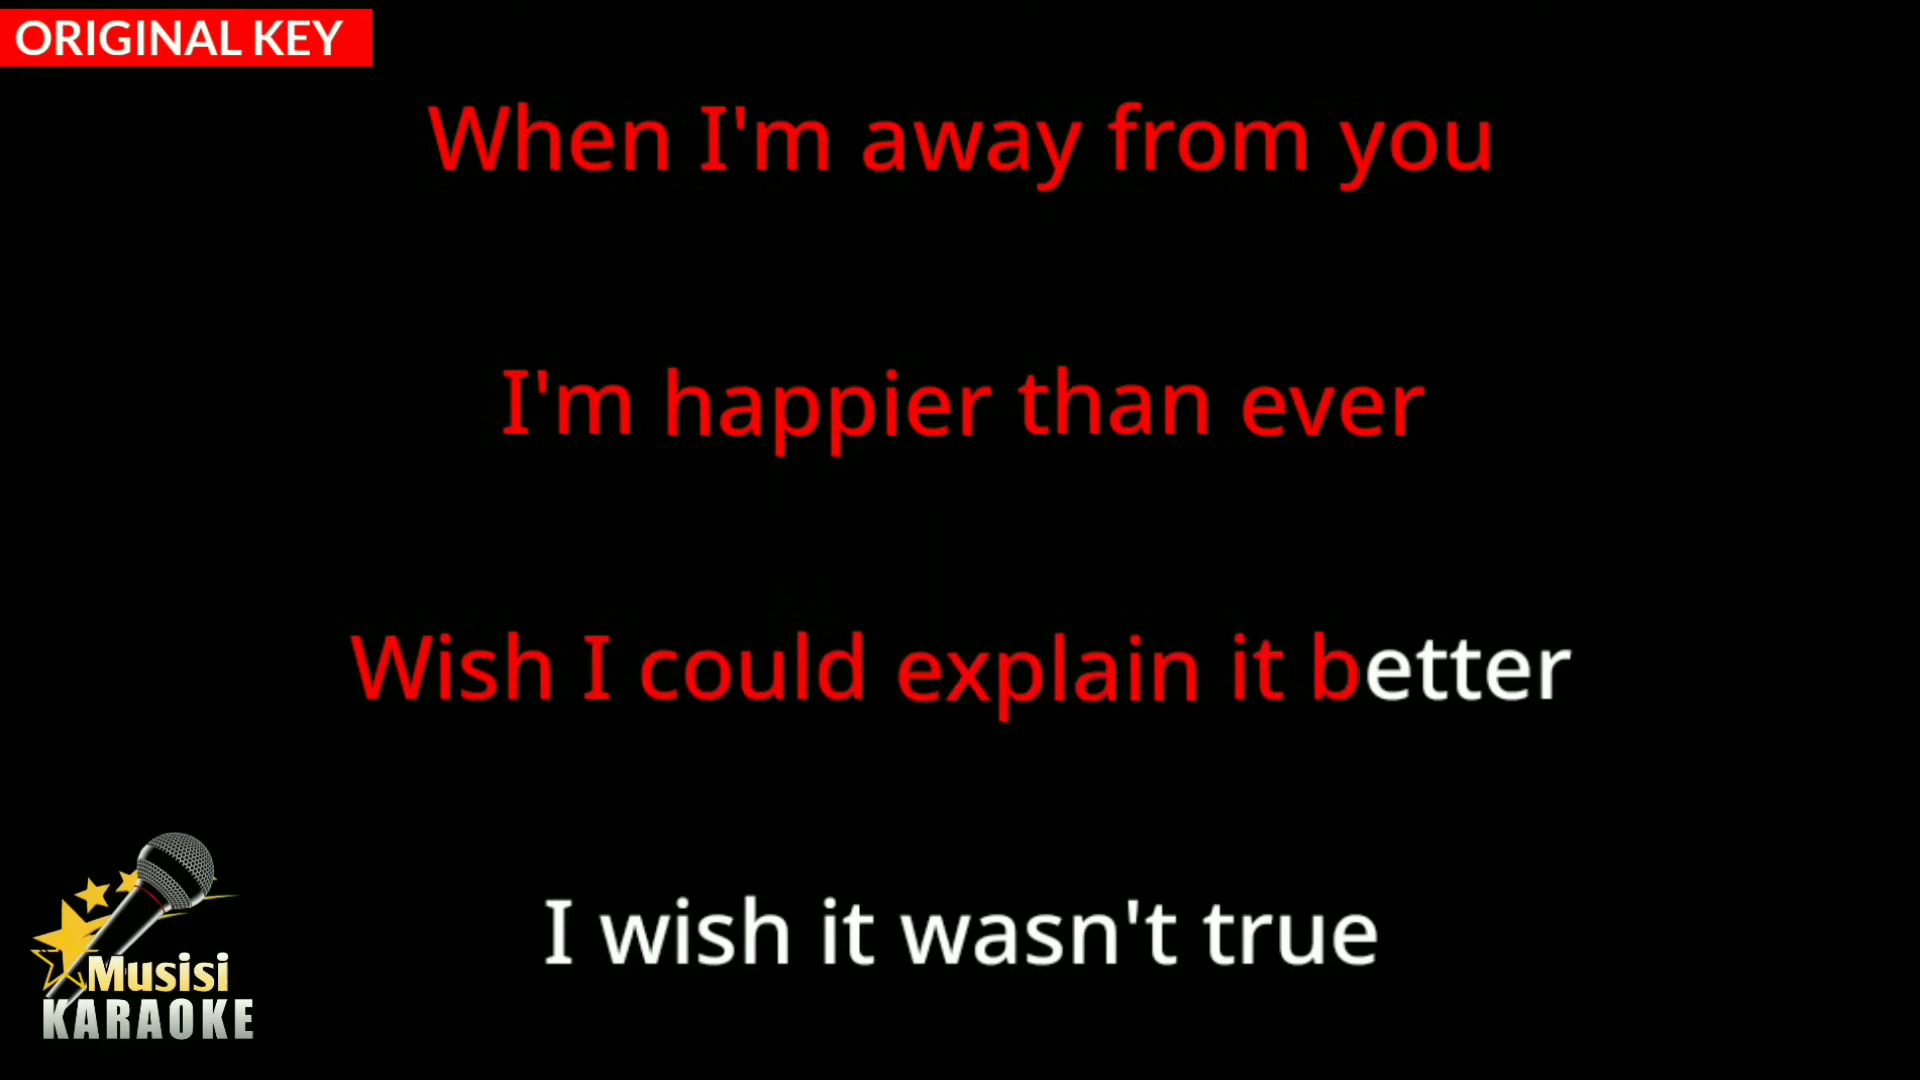 ORIGINAL KEY
When I'm away from you
I'm happier than ever
Wish I could explain it better
I wish it wasn't true
Musisi
KARAOKE